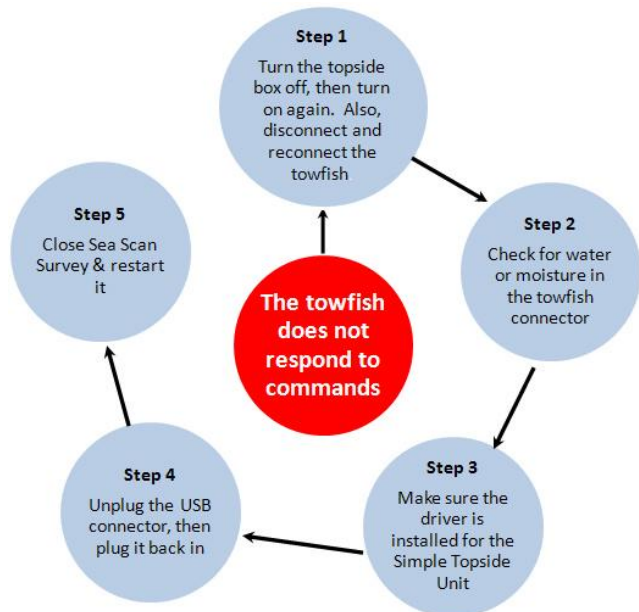 Step 1
Turn the topside
box off, then turn
on again.  Also,
disconnect and
reconnect the
towfish
Step 2
Check for water
or moisture in
the towfish
connector
Step 3
Make sure the
driver is
installed for the
Simple Topside
Unit
Step 4
Unplug the USB
connector, then
plug it back in
Step 5
Close Sea Scan
Survey & restart
it
The towfish
does not
respond to
commands